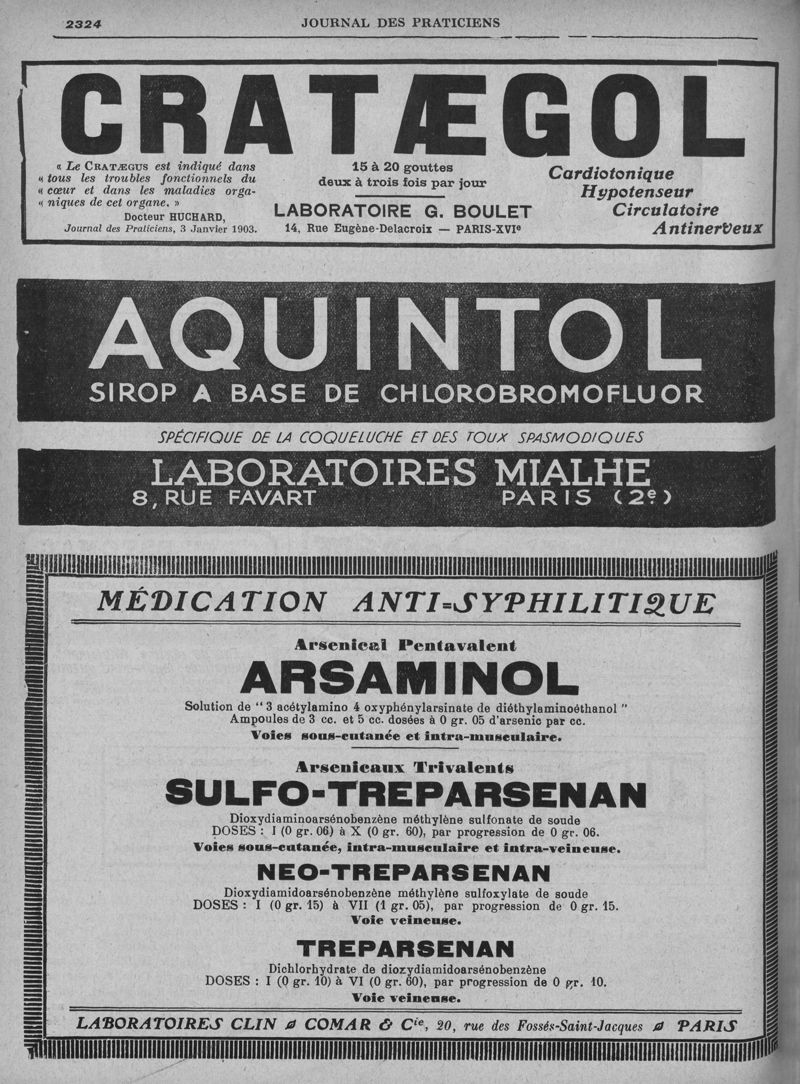 2324
JOURNAL DES PRATICIENS
CRATÆGOL
« Le CRATÆGUS est indiqué dans
« tous les troubles fonctionnels du
« cœur et dans les maladies orga-
« niques de cet organe. »
Docteur HUCHARD,
Journal des Praticiens, 3 Janvier 1903.
15 à 20 gouttes
deux à trois fois par jour
LABORATOIRE G. BOULET
14, Rue Eugène-Delacroix — PARIS-XVIe
Cardiotonique
Hypotenseur
Circulatoire
Antinerveux
AQUINTOL
SIROP A BASE DE CHLOROBROMOFLUOR
SPÉCIFIQUE DE LA COQUELUCHE ET DES TOUX SPASMODIQUES
LABORATOIRES MIALHE
8, RUE FAVART PARIS (2e)
MÉDICATION ANTI-SYPHILITIQUE
Arsenical Pentavalent
ARSAMINOL
Solution de “ 3 acétylamino 4 oxyphénylarsinate de diéthylaminoéthanol ”
Ampoules de 3 cc. et 5 cc. dosées à 0 gr. 05 d'arsenic par cc.
Voies sous-cutanée et intra-musculaire.
Arsenicaux Trivalents
SULFO-TREPARSENAN
Dioxydiaminoarsénobenzène méthylène sulfonate de soude
DOSES : I (0 gr. 06) à X (0 gr. 60), par progression de 0 gr. 06.
Voies sous-cutanée, intra-musculaire et intra-veineuse.
NEO-TREPARSENAN
Dioxydiamidoarsénobenzène méthylène sulfoxylate de soude
DOSES : I (0 gr. 15) à VII (1 gr. 05), par progression de 0 gr. 15.
Voie veineuse.
TREPARSENAN
Dichlorhydrate de dioxydiamidoarsénobenzène
DOSES : I (0 gr. 10) à VI (0 gr. 60), par progression de 0 gr. 10.
Voie veineuse.
LABORATOIRES CLIN COMAR & Cie, 20, rue des Fossés-Saint-Jacques PARIS